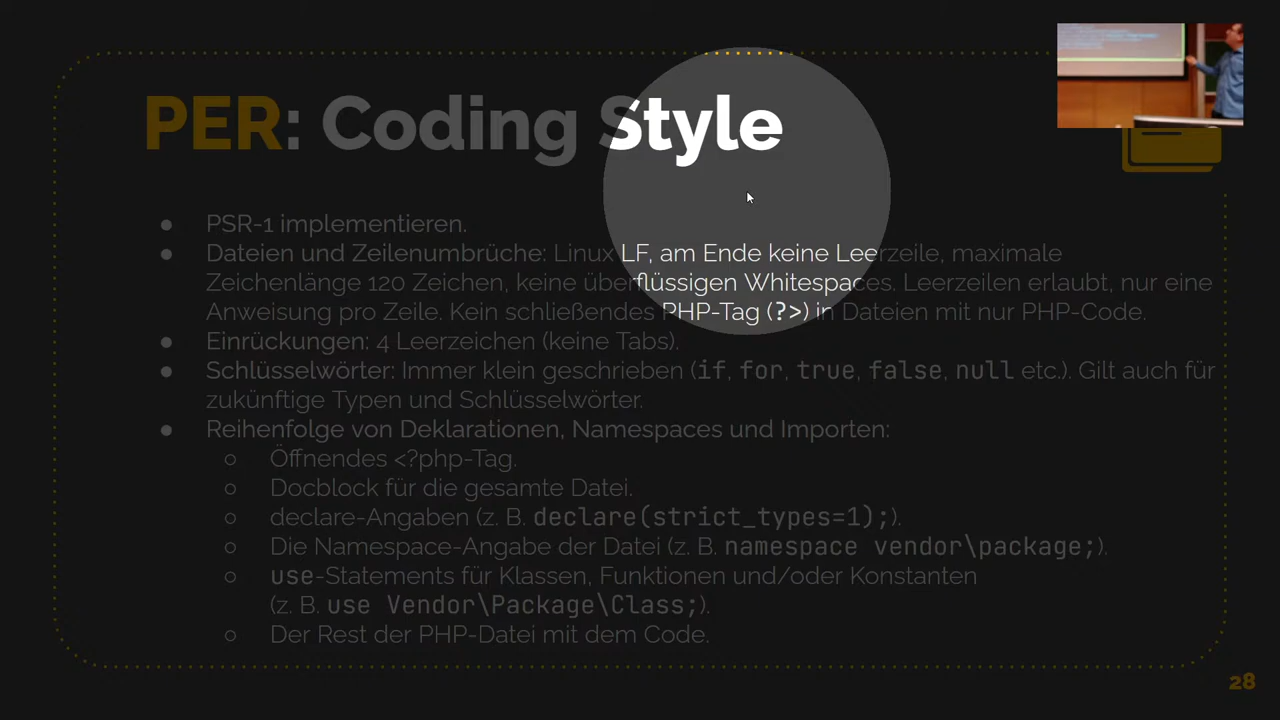 PER: Coding Style
● PSR-1 implementieren.
● Dateien und Zeilenumbrüche: Linux LF, am Ende keine Leerzeile, maximale
Zeichenlänge 120 Zeichen, keine überflüssigen Whitespaces. Leerzeilen erlaubt, nur eine
Anweisung pro Zeile. Kein schließendes PHP-Tag (?>) in Dateien mit nur PHP-Code.
● Einrückungen: 4 Leerzeichen (keine Tabs).
● Schlüsselwörter: Immer klein geschrieben (if, for, true, false, null etc.). Gilt auch für
zukünftige Typen und Schlüsselwörter.
● Reihenfolge von Deklarationen, Namespaces und Importen:
○ Öffnendes <?php-Tag.
○ Docblock für die gesamte Datei.
○ declare-Angaben (z. B. declare(strict_types=1);).
○ Die Namespace-Angabe der Datei (z. B. namespace vendor\package;).
○ use-Statements für Klassen, Funktionen und/oder Konstanten
(z. B. use Vendor\Package\Class;).
○ Der Rest der PHP-Datei mit dem Code.
28